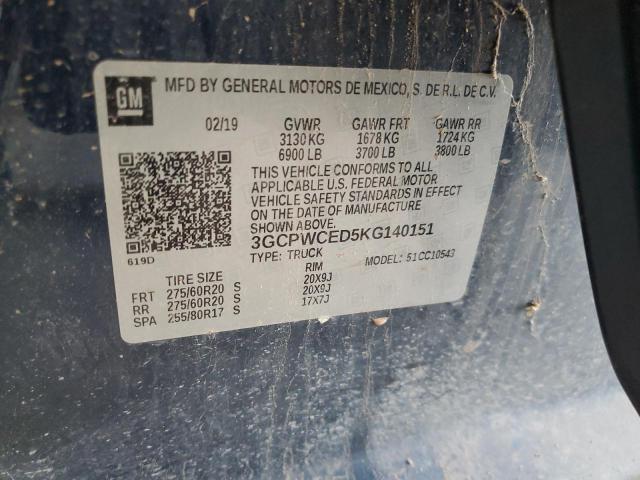 GM
MFD BY GENERAL MOTORS DE MEXICO, S. DE R.L. DE C.V.
02/19 GVWR GAWR FRT GAWR RR
3130 KG 1678 KG 1724 KG
6900 LB 3700 LB 3800 LB
THIS VEHICLE CONFORMS TO ALL
APPLICABLE U.S. FEDERAL MOTOR
VEHICLE SAFETY STANDARDS IN EFFECT
ON THE DATE OF MANUFACTURE
SHOWN ABOVE.
3GCPWCED5KG140151
619D TYPE: TRUCK MODEL: 51CC10543
TIRE SIZE RIM
FRT 275/60R20 S 20X9J
RR 275/60R20 S 20X9J
SPA 255/80R17 S 17X7J